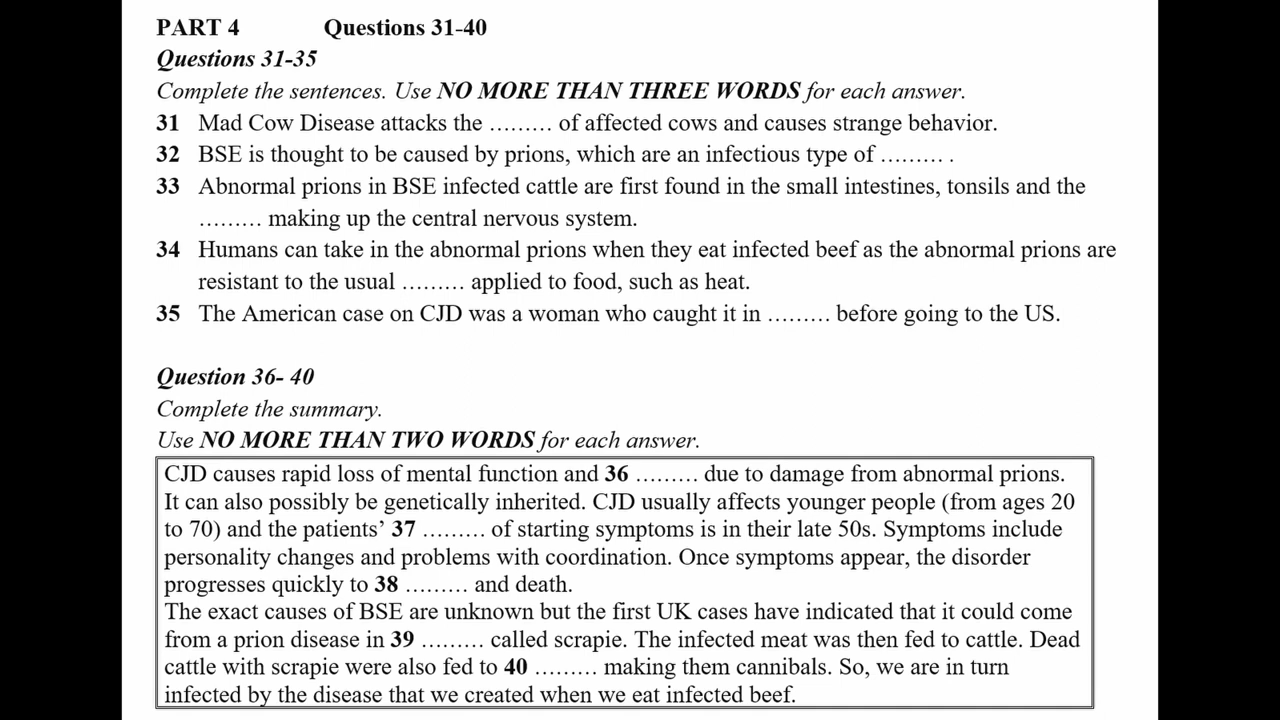 PART 4 Questions 31-40
Questions 31-35
Complete the sentences. Use NO MORE THAN THREE WORDS for each answer.
31 Mad Cow Disease attacks the ……… of affected cows and causes strange behavior.
32 BSE is thought to be caused by prions, which are an infectious type of ……… .
33 Abnormal prions in BSE infected cattle are first found in the small intestines, tonsils and the
……… making up the central nervous system.
34 Humans can take in the abnormal prions when they eat infected beef as the abnormal prions are
resistant to the usual ……… applied to food, such as heat.
35 The American case on CJD was a woman who caught it in ……… before going to the US.
Question 36- 40
Complete the summary.
Use NO MORE THAN TWO WORDS for each answer.
CJD causes rapid loss of mental function and 36 ……… due to damage from abnormal prions.
It can also possibly be genetically inherited. CJD usually affects younger people (from ages 20
to 70) and the patients’ 37 ……… of starting symptoms is in their late 50s. Symptoms include
personality changes and problems with coordination. Once symptoms appear, the disorder
progresses quickly to 38 ……… and death.
The exact causes of BSE are unknown but the first UK cases have indicated that it could come
from a prion disease in 39 ……… called scrapie. The infected meat was then fed to cattle. Dead
cattle with scrapie were also fed to 40 ……… making them cannibals. So, we are in turn
infected by the disease that we created when we eat infected beef.